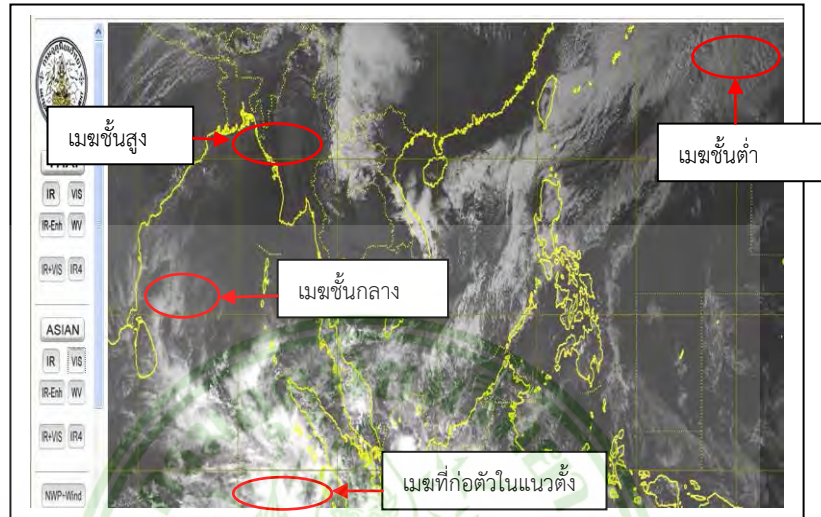 เมฆชั้นสูง
เมฆชั้นต่ำ
IR VIS
IR-Enh WV
IR+VIS IR4
เมฆชั้นกลาง
ASIAN
IR VIS
IR-Enh WV
IR+VIS IR4
เมฆที่ก่อตัวในแนวตั้ง
NWP+Wind